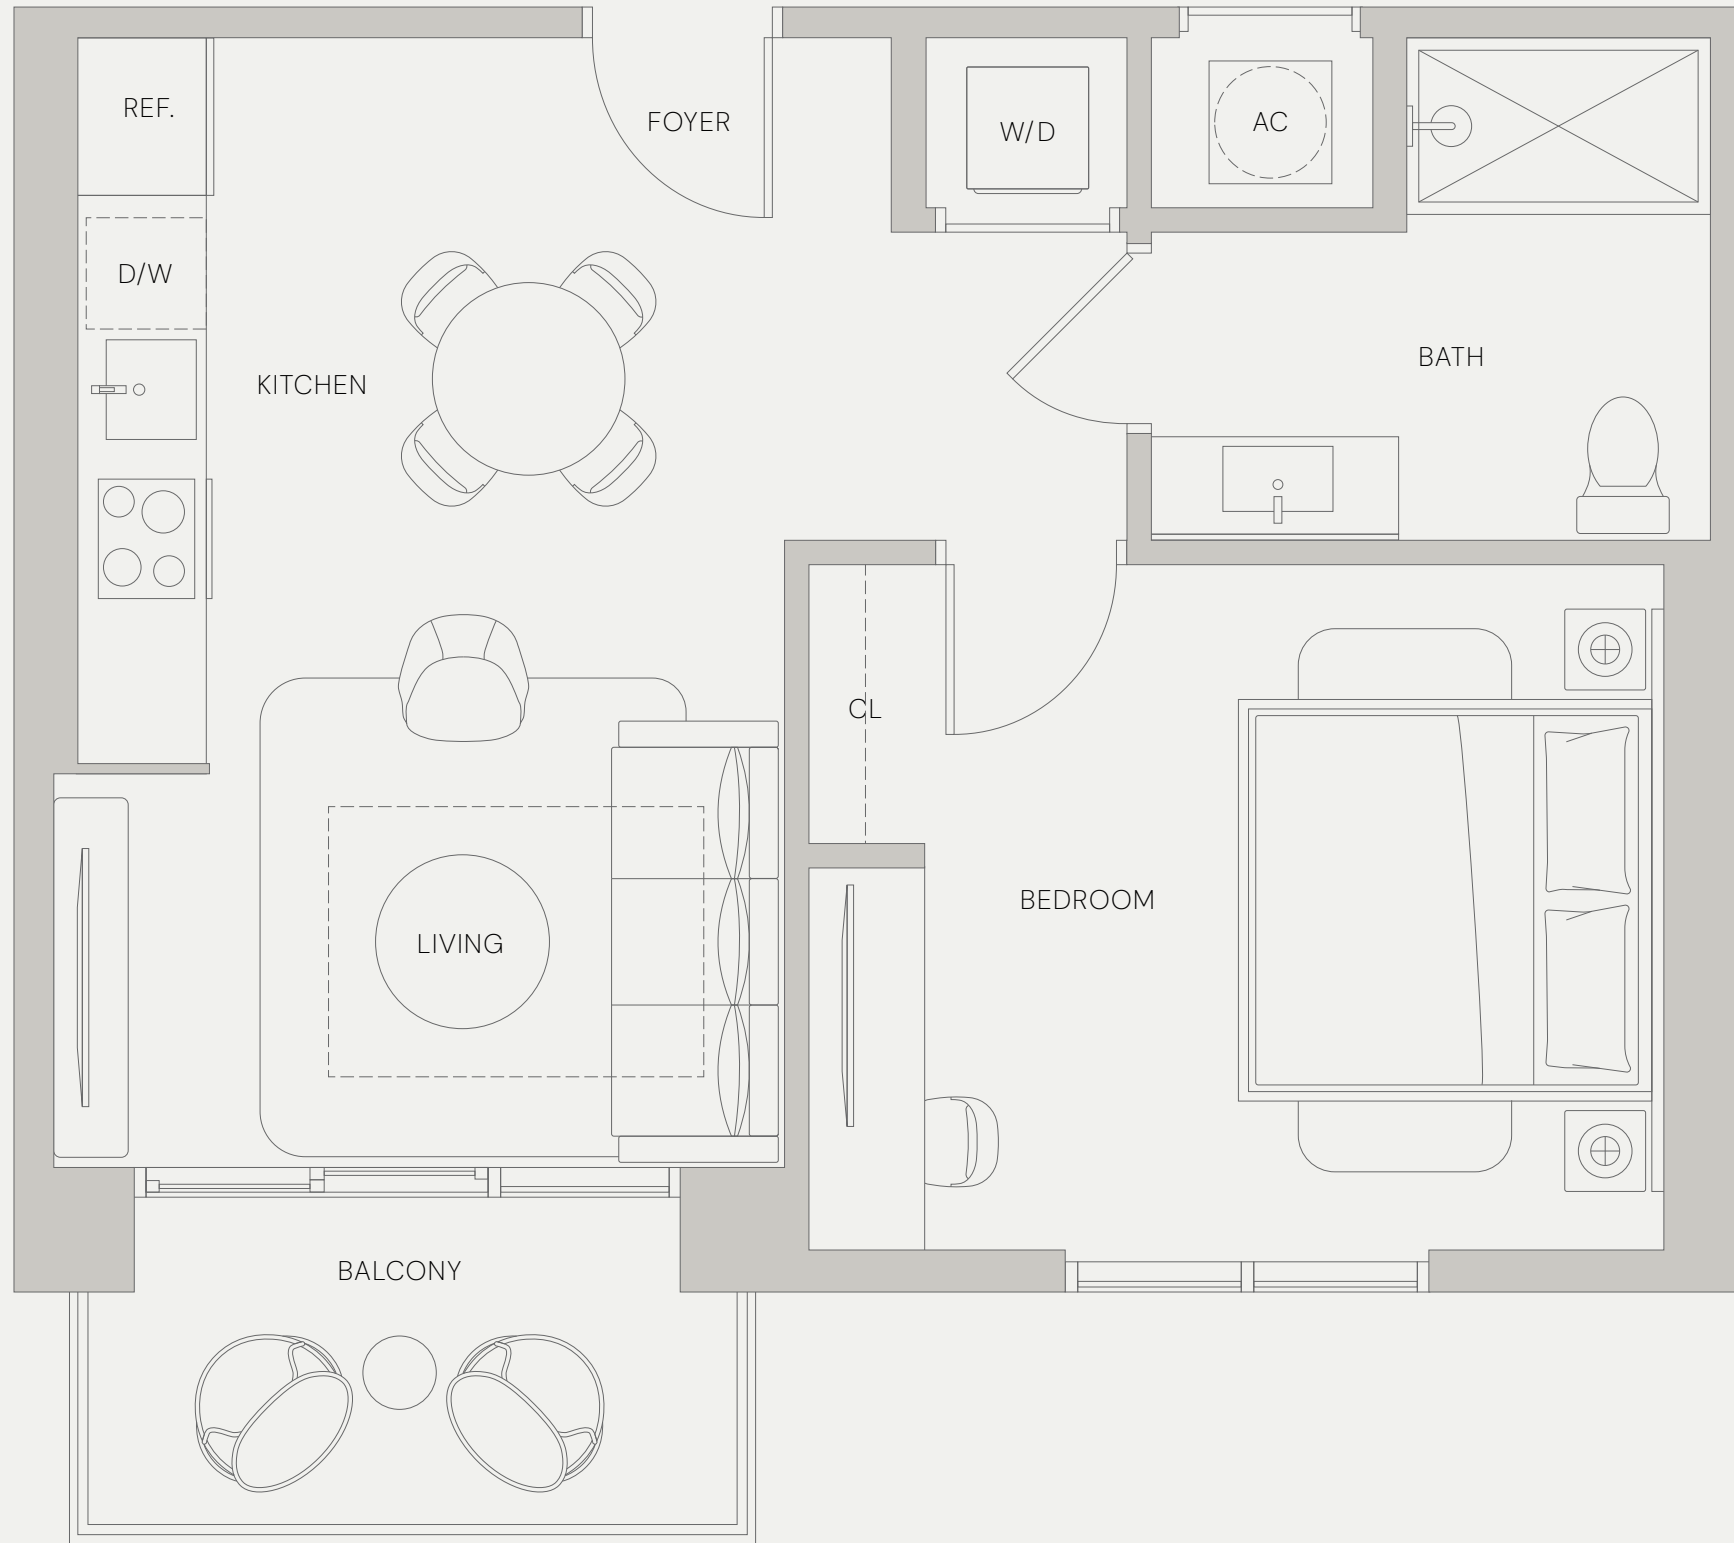 REF.
FOYER
W/D
AC
D/W
KITCHEN
BATH
CL
BEDROOM
LIVING
BALCONY